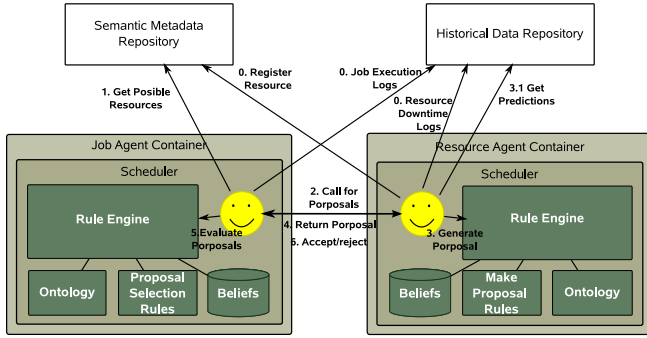 Semantic Metadata
Repository
Historical Data Repository
0. Register
Resource
0. Job Execution
Logs
1. Get Posible
Resources
0. Resource
Downtime
Logs
3.1 Get
Predictions
Job Agent Container
Scheduler
Rule Engine
5.Evaluate
Porposals
Ontology
Proposal
Selection
Rules
Beliefs
2. Call for
Porposals
4. Return Porposal
6. Accept/reject
Resource Agent Container
Scheduler
Rule Engine
3. Generate
Porposal
Beliefs
Make
Proposal
Rules
Ontology